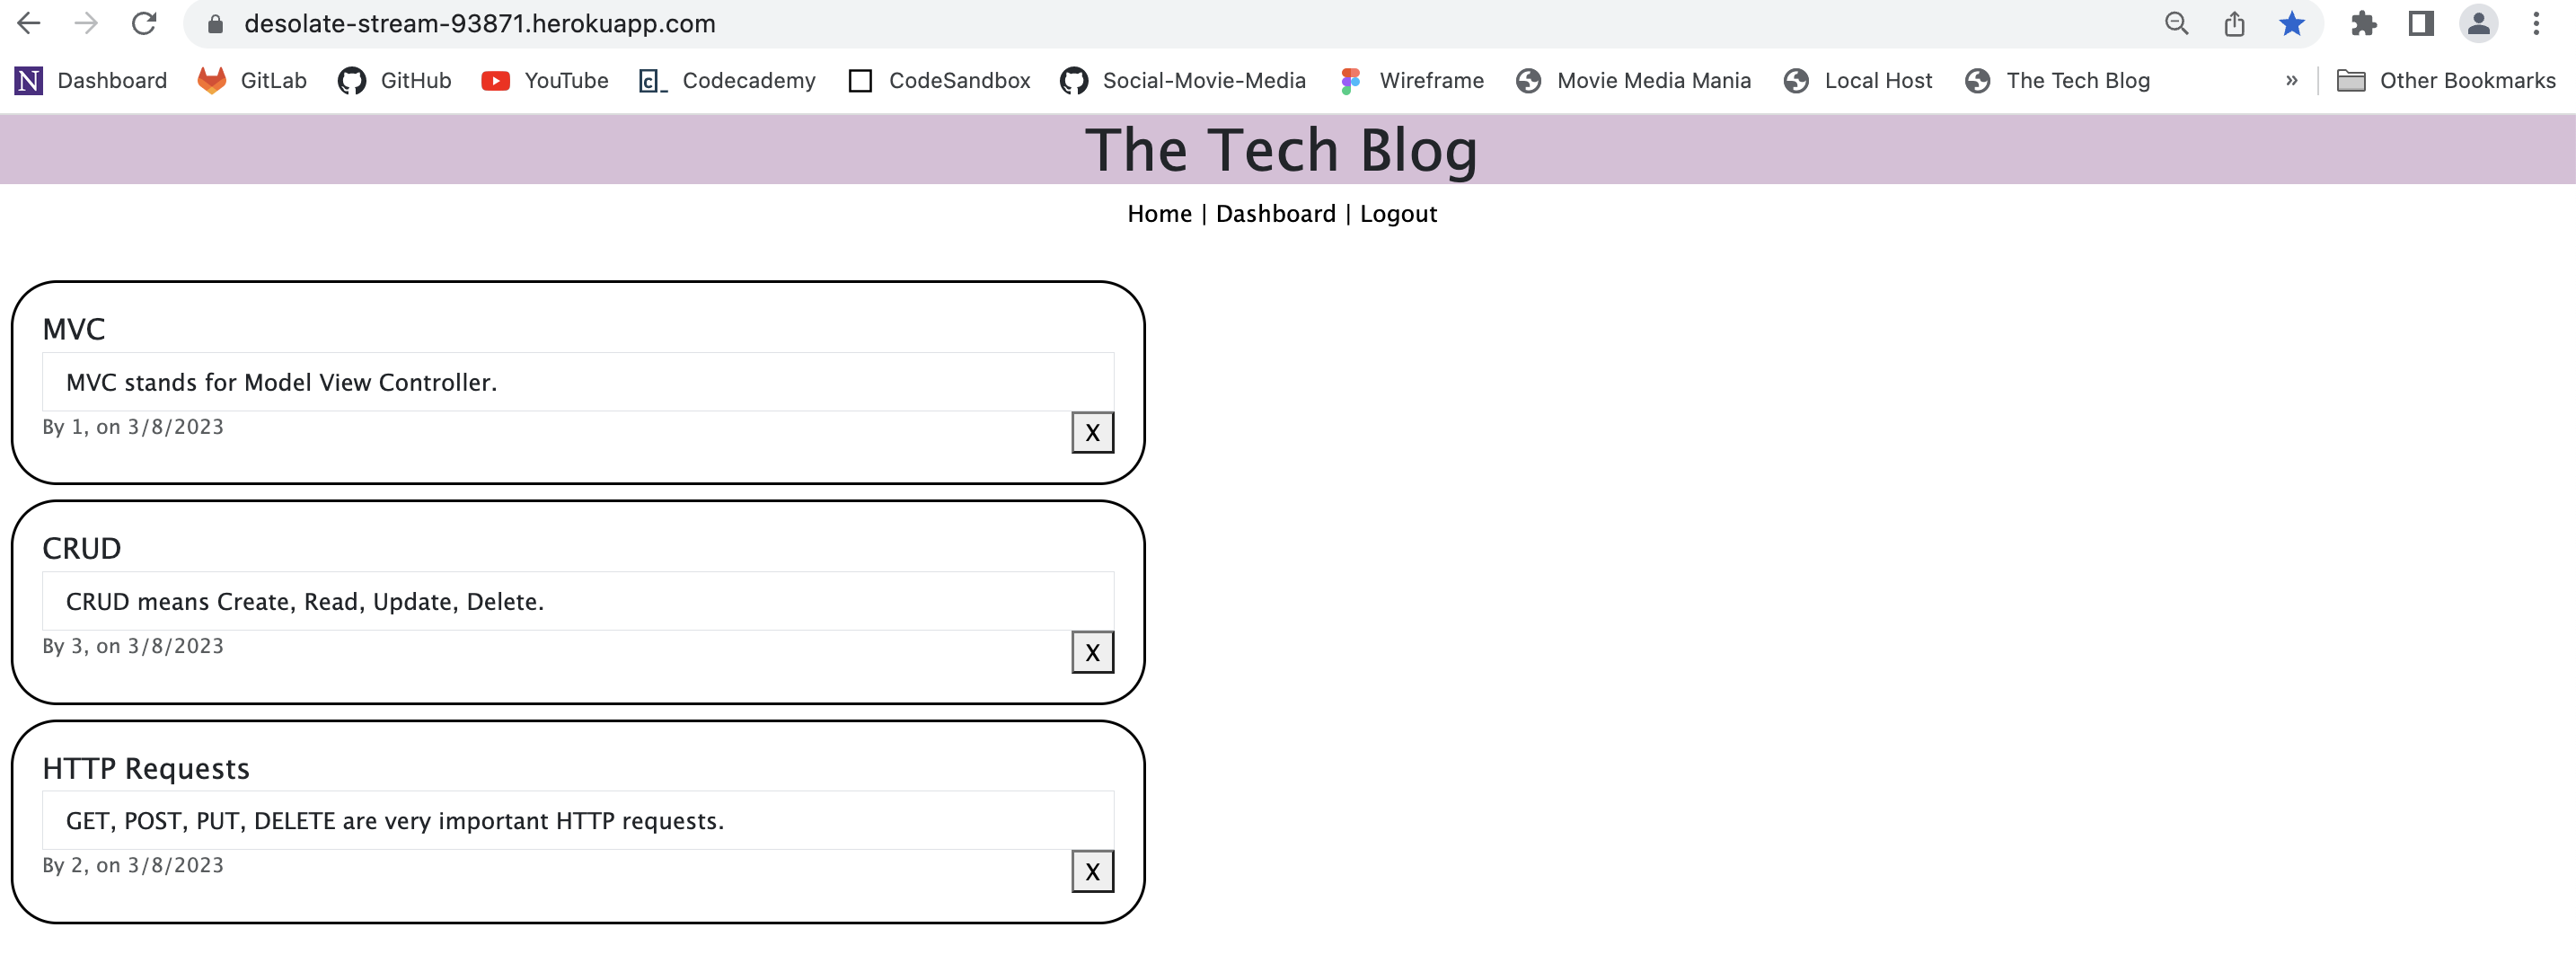 desolate-stream-93871.herokuapp.com
N Dashboard GitLab GitHub YouTube c_ Codecademy CodeSandbox Social-Movie-Media Wireframe Movie Media Mania Local Host The Tech Blog » Other Bookmarks
The Tech Blog
Home | Dashboard | Logout
MVC
MVC stands for Model View Controller.
By 1, on 3/8/2023
X
CRUD
CRUD means Create, Read, Update, Delete.
By 3, on 3/8/2023
X
HTTP Requests
GET, POST, PUT, DELETE are very important HTTP requests.
By 2, on 3/8/2023
X